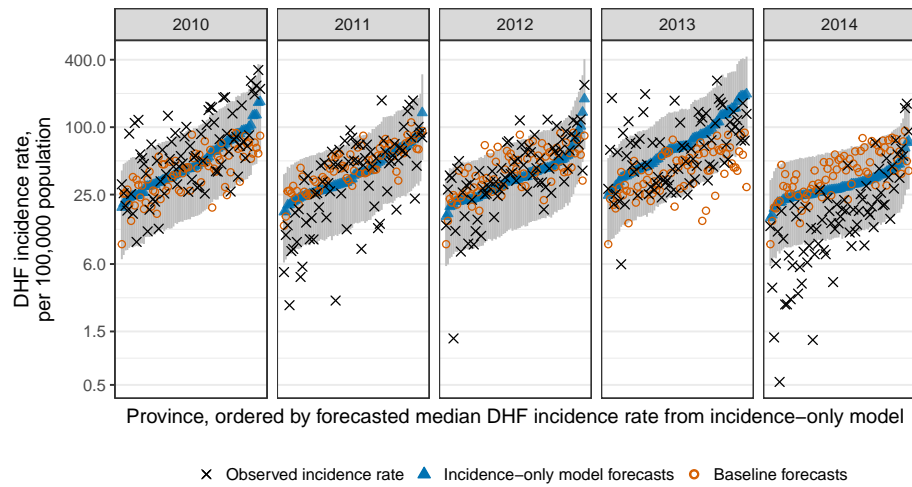 2010 2011 2012 2013 2014
400.0
100.0
25.0
6.0
1.5
0.5
DHF incidence rate,
per 100,000 population
Province, ordered by forecasted median DHF incidence rate from incidence−only model
Observed incidence rate Incidence−only model forecasts Baseline forecasts